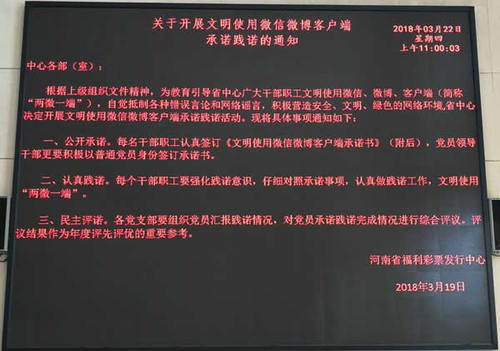 关于开展文明使用微信微博客户端
承诺践诺的通知
2018年03月22日
星期四
上午11:00:03
中心各部（室）：
根据上级组织文件精神，为教育引导省中心广大干部职工文明使用微信、微博、客户端（简称
“两微一端”），自觉抵制各种错误言论和网络谣言，积极营造安全、文明、绿色的网络环境,省中心
决定开展文明使用微信微博客户端承诺践诺活动。现将具体事项通知如下：
一、公开承诺。每名干部职工认真签订《文明使用微信微博客户端承诺书》（附后），党员领导
干部更要积极以普通党员身份签订承诺书。
二、认真践诺。每个干部职工要强化践诺意识，仔细对照承诺事项，认真做践诺工作，文明使用
“两微一端”。
三、民主评诺。各党支部要组织党员汇报践诺情况，对党员承诺践诺完成情况进行综合评议。评
议结果作为年度评先评优的重要参考。
河南省福利彩票发行中心
2018年3月19日